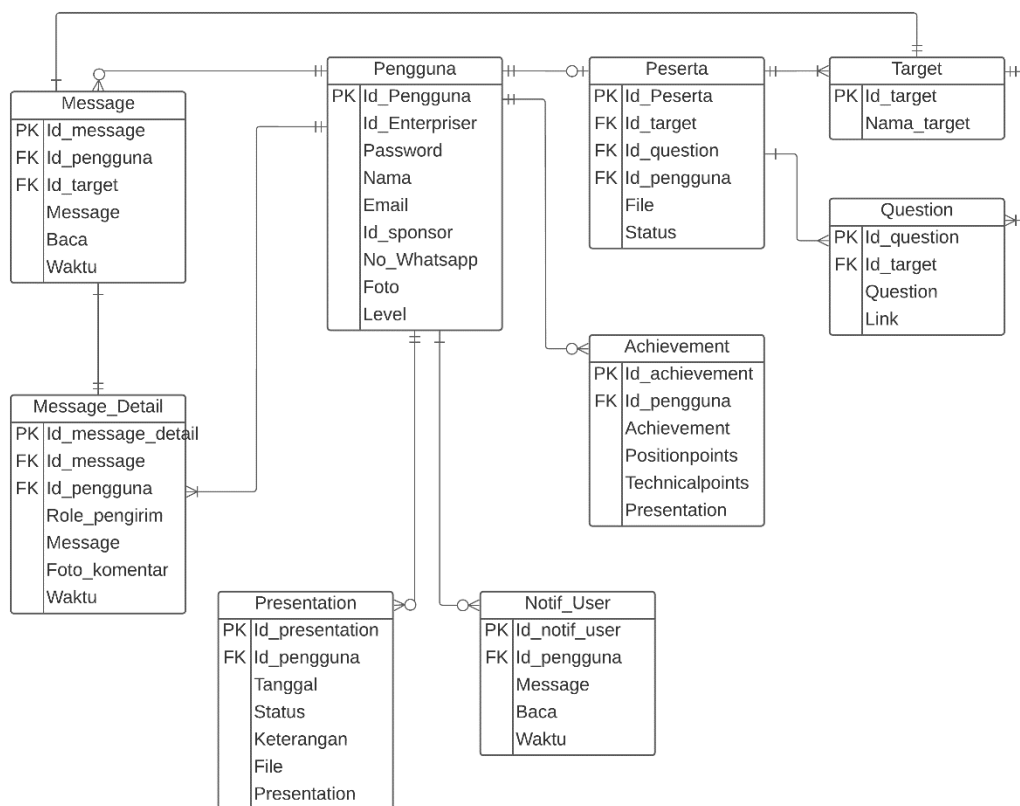 Message
PK Id_message
FK Id_pengguna
FK Id_target
Message
Baca
Waktu
Pengguna
PK Id_Pengguna
Id_Enterpriser
Password
Nama
Email
Id_sponsor
No_Whatsapp
Foto
Level
Peserta
PK Id_Peserta
FK Id_target
FK Id_question
FK Id_pengguna
File
Status
Target
PK Id_target
Nama_target
Question
PK Id_question
FK Id_target
Question
Link
Achievement
PK Id_achievement
FK Id_pengguna
Achievement
Positionpoints
Technicalpoints
Presentation
Message_Detail
PK Id_message_detail
FK Id_message
FK Id_pengguna
Role_pengirim
Message
Foto_komentar
Waktu
Presentation
PK Id_presentation
FK Id_pengguna
Tanggal
Status
Keterangan
File
Presentation
Notif_User
PK Id_notif_user
FK Id_pengguna
Message
Baca
Waktu